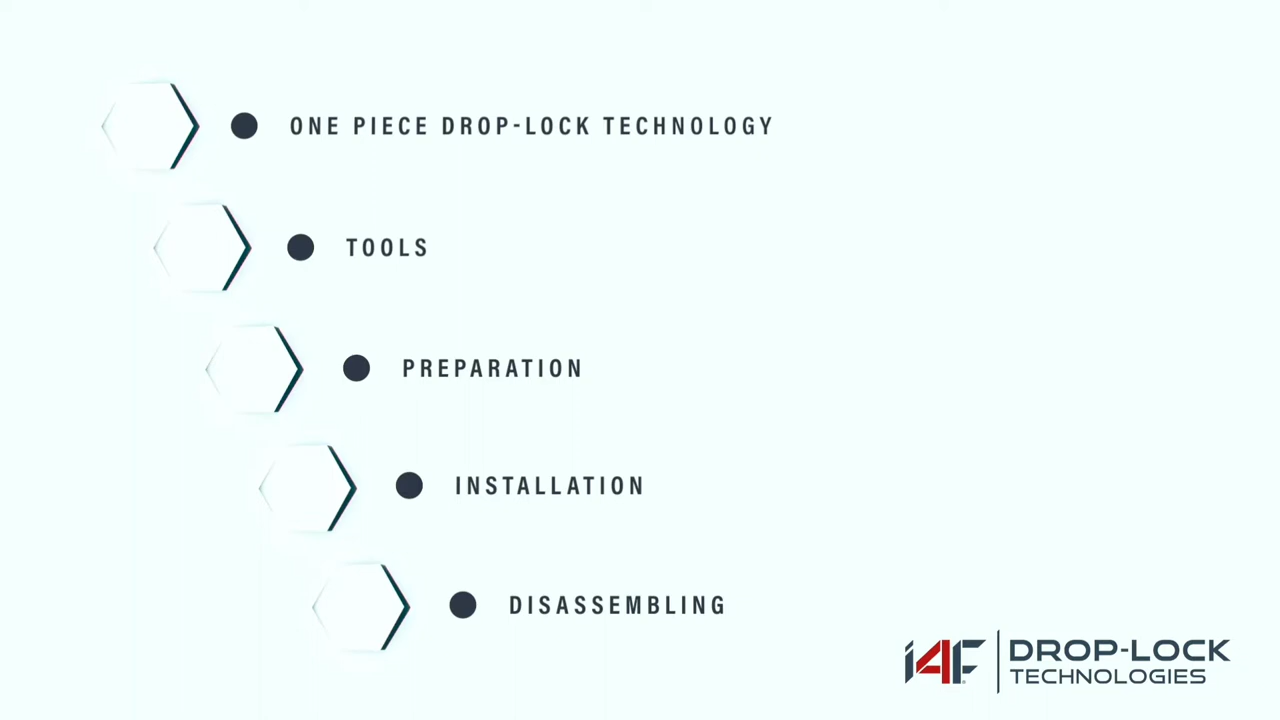 ONE PIECE DROP-LOCK TECHNOLOGY
TOOLS
PREPARATION
INSTALLATION
DISASSEMBLING
i4F DROP-LOCK
TECHNOLOGIES